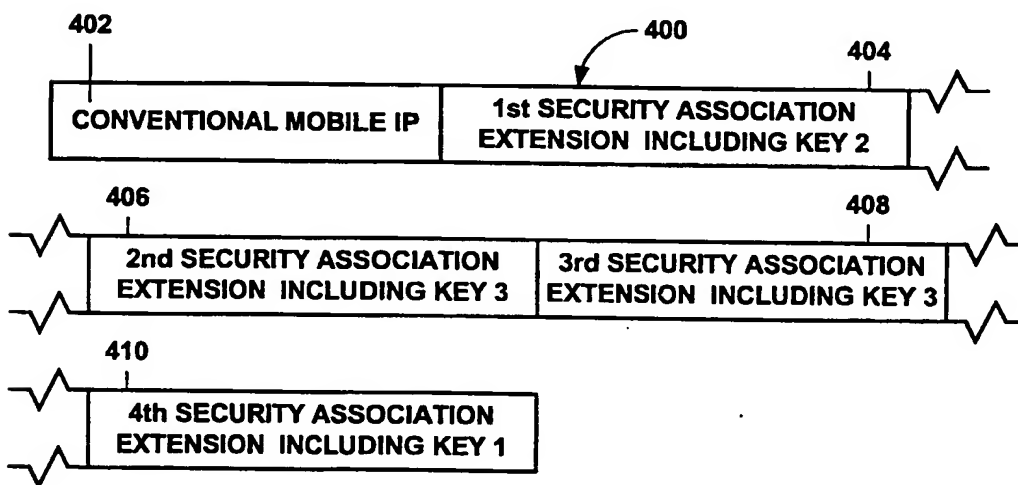 402
400
404
CONVENTIONAL MOBILE IP
1st SECURITY ASSOCIATION
EXTENSION INCLUDING KEY 2
406
408
2nd SECURITY ASSOCIATION
EXTENSION INCLUDING KEY 3
3rd SECURITY ASSOCIATION
EXTENSION INCLUDING KEY 3
410
4th SECURITY ASSOCIATION
EXTENSION INCLUDING KEY 1